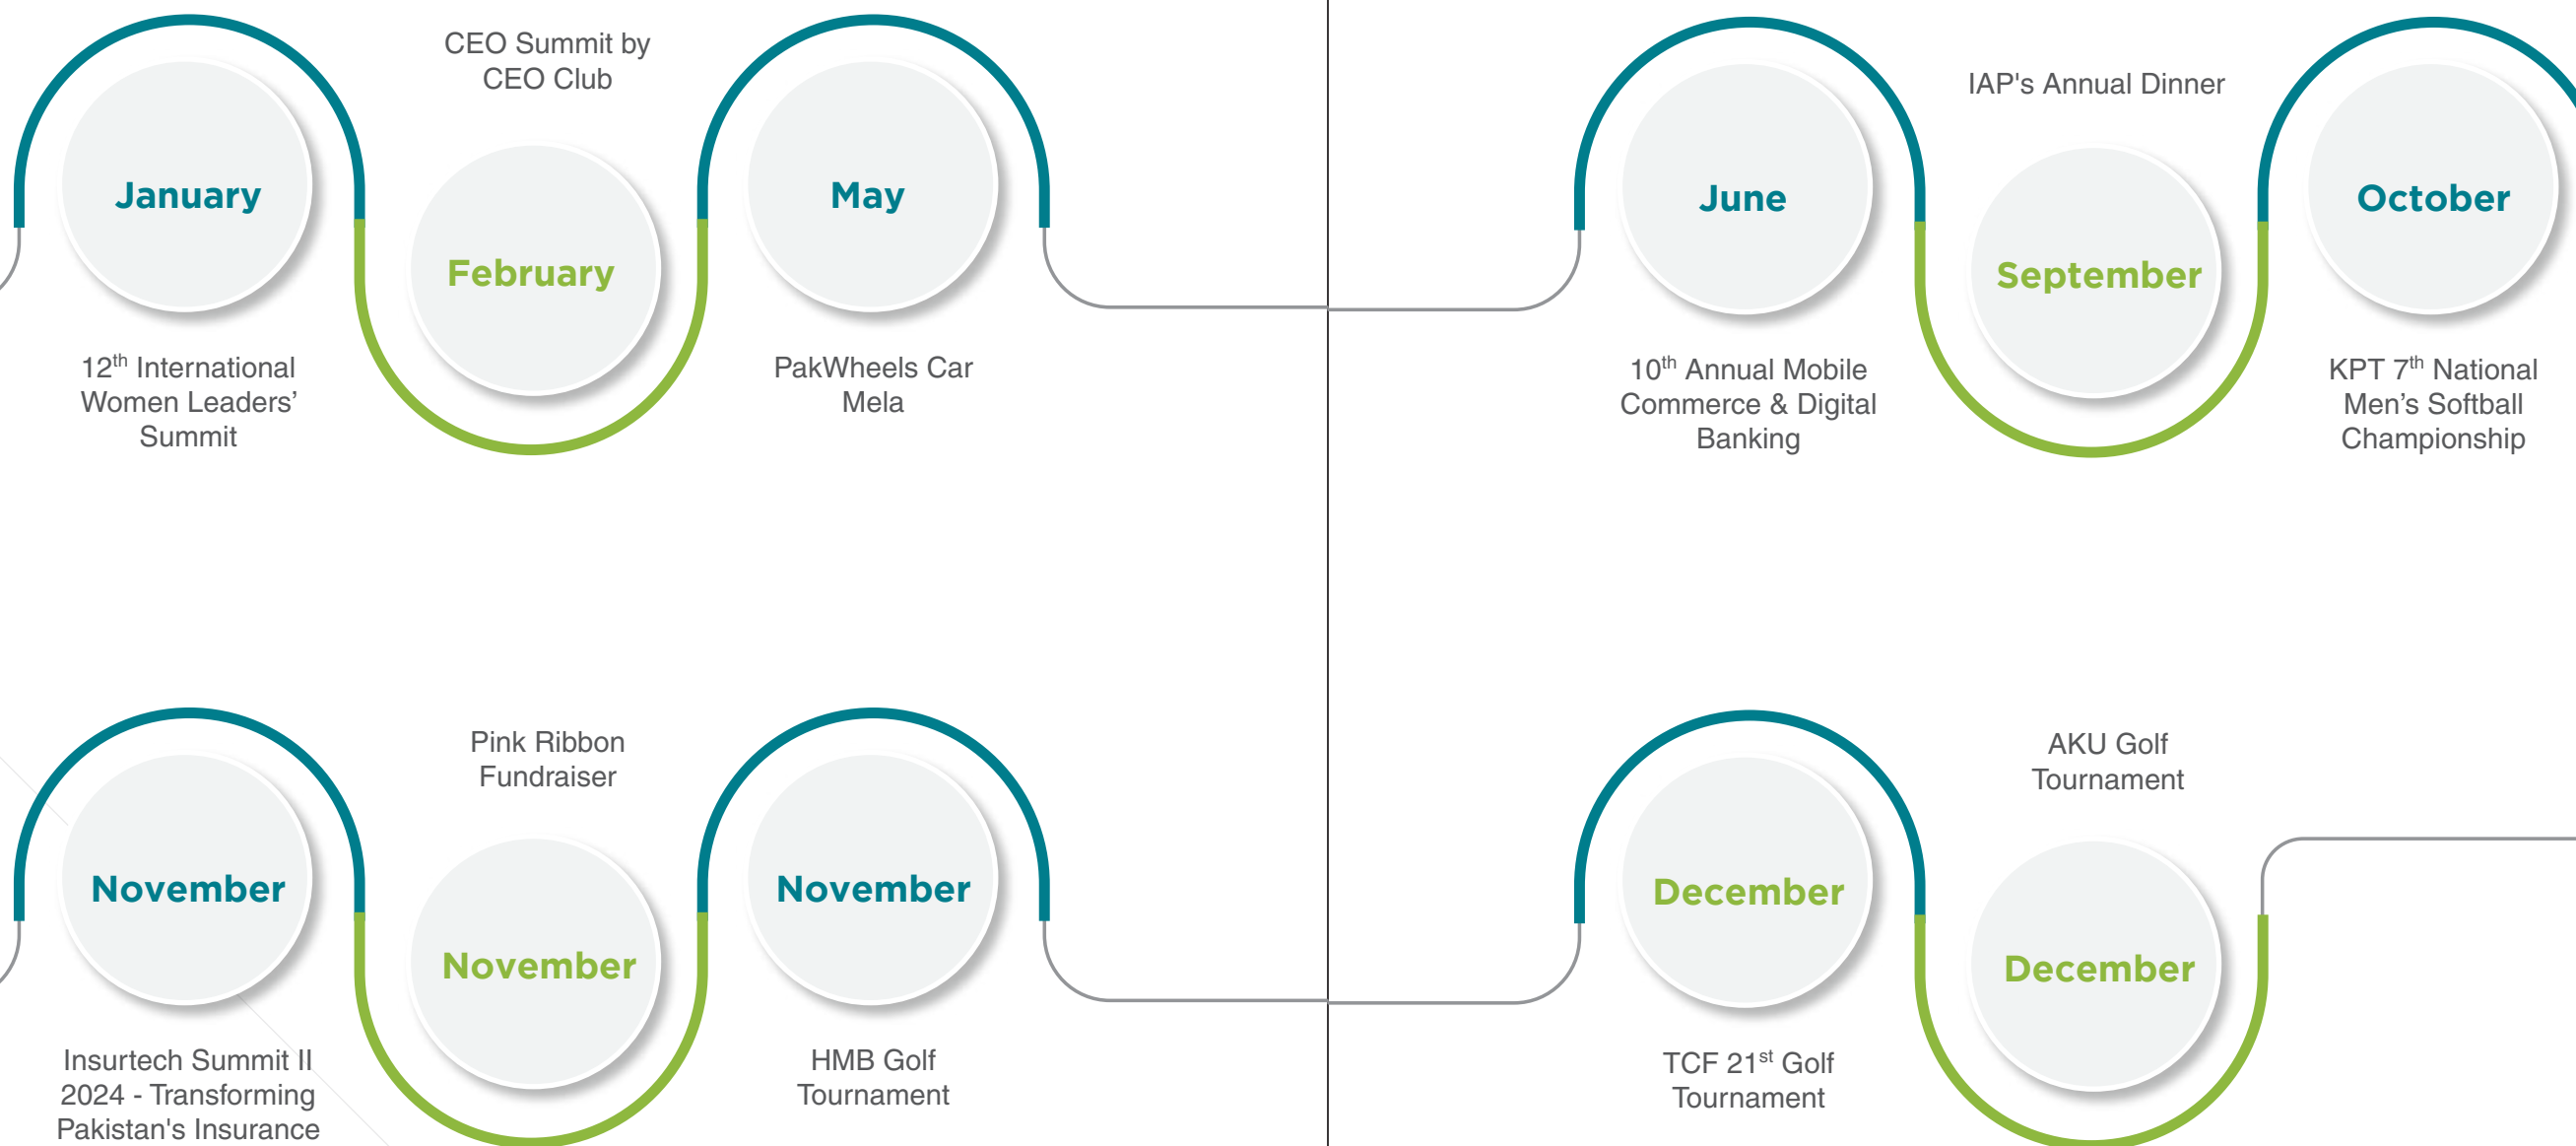 January
12th International
Women Leaders’
Summit
CEO Summit by
CEO Club
February
May
PakWheels Car
Mela
June
10th Annual Mobile
Commerce & Digital
Banking
IAP's Annual Dinner
September
October
KPT 7th National
Men’s Softball
Championship
November
Insurtech Summit II
2024 - Transforming
Pakistan's Insurance
Pink Ribbon
Fundraiser
November
November
HMB Golf
Tournament
December
TCF 21st Golf
Tournament
AKU Golf
Tournament
December